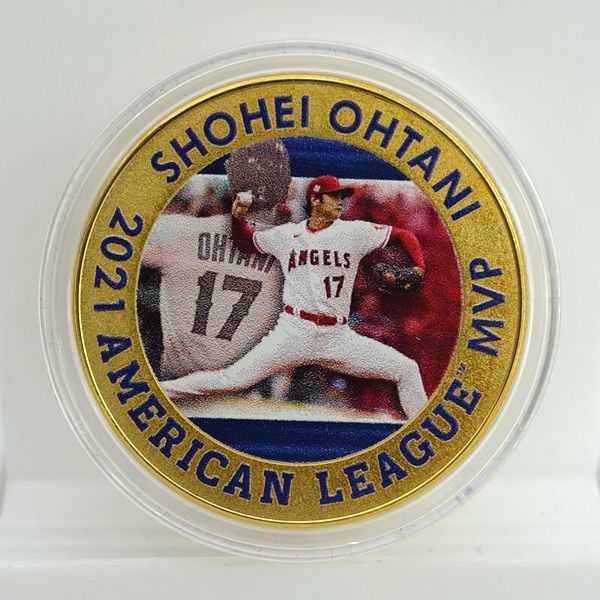 SHOHEI OHTANI
OHTANI
17
ANGELS
17
2021 AMERICAN LEAGUE™ MVP